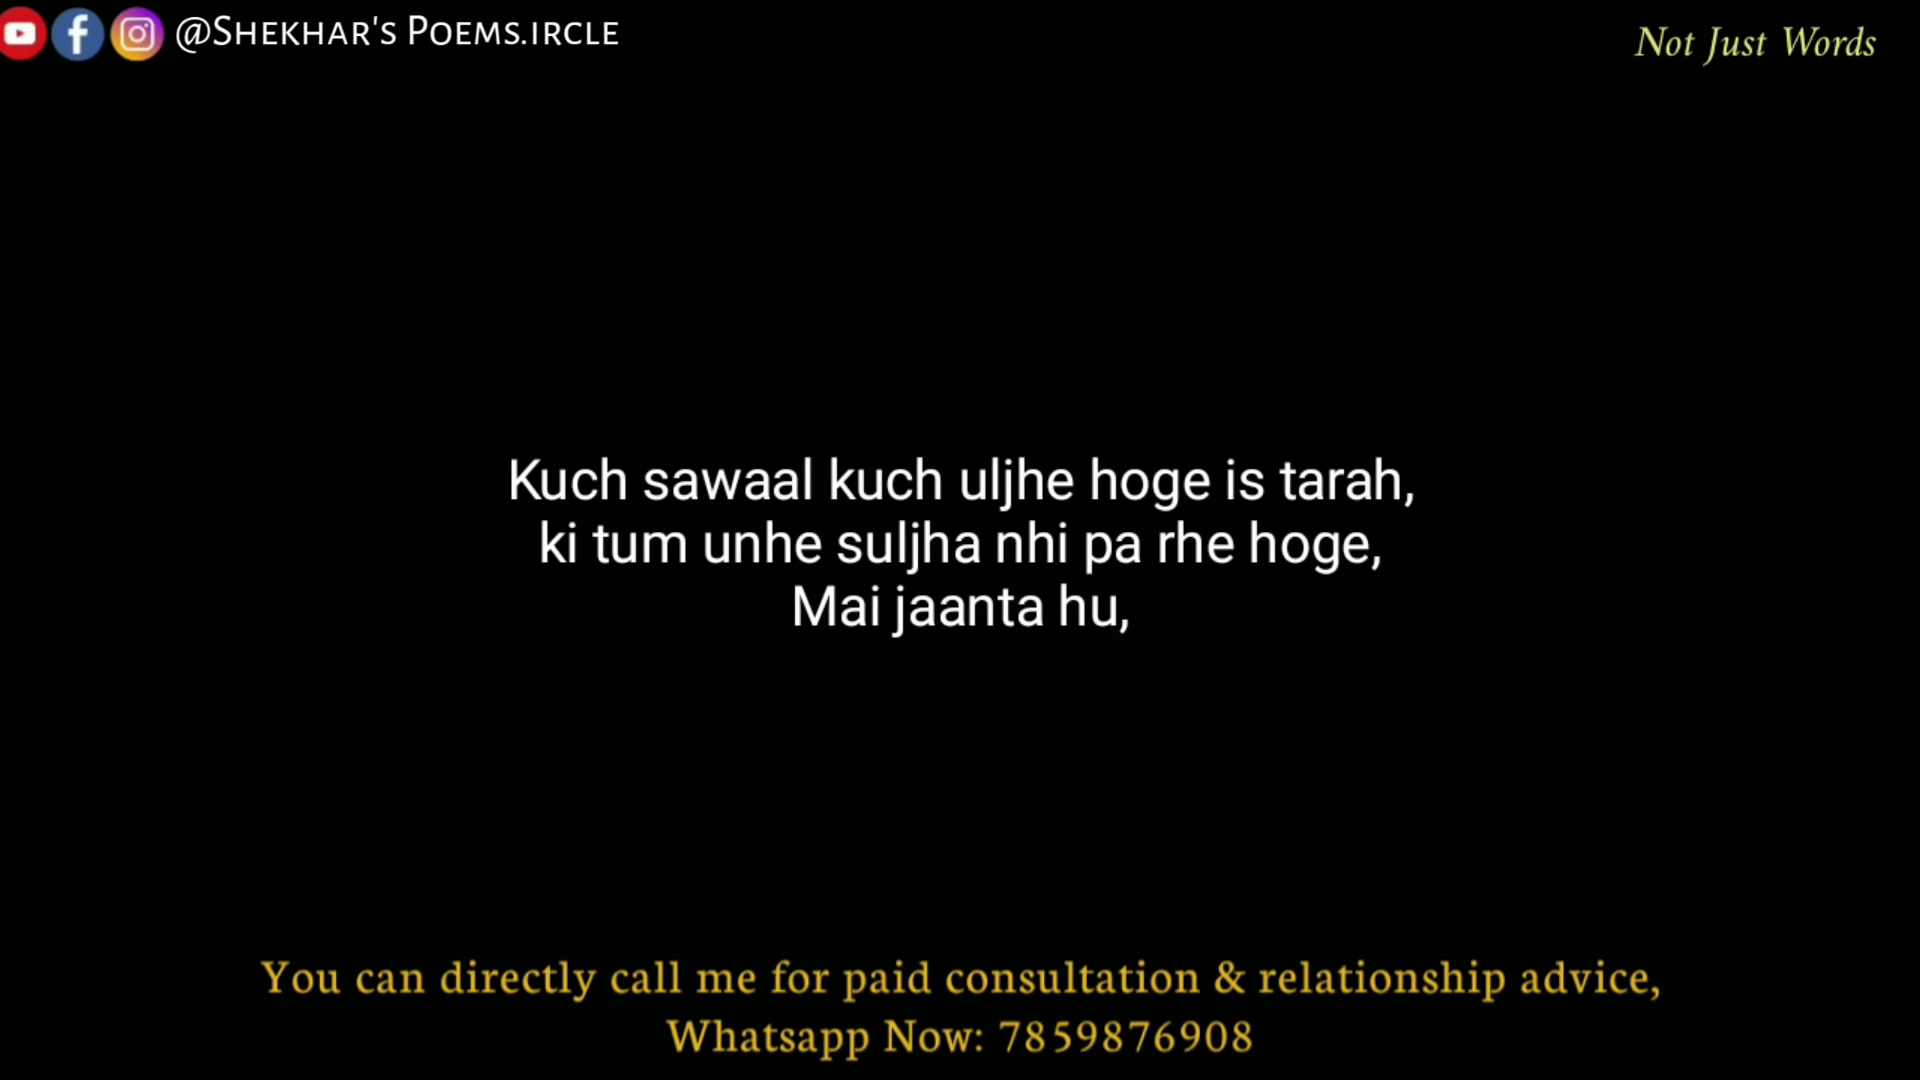 @Shekhar's Poems.ircle
Not Just Words
Kuch sawaal kuch uljhe hoge is tarah,
ki tum unhe suljha nhi pa rhe hoge,
Mai jaanta hu,
You can directly call me for paid consultation & relationship advice,
Whatsapp Now: 7859876908